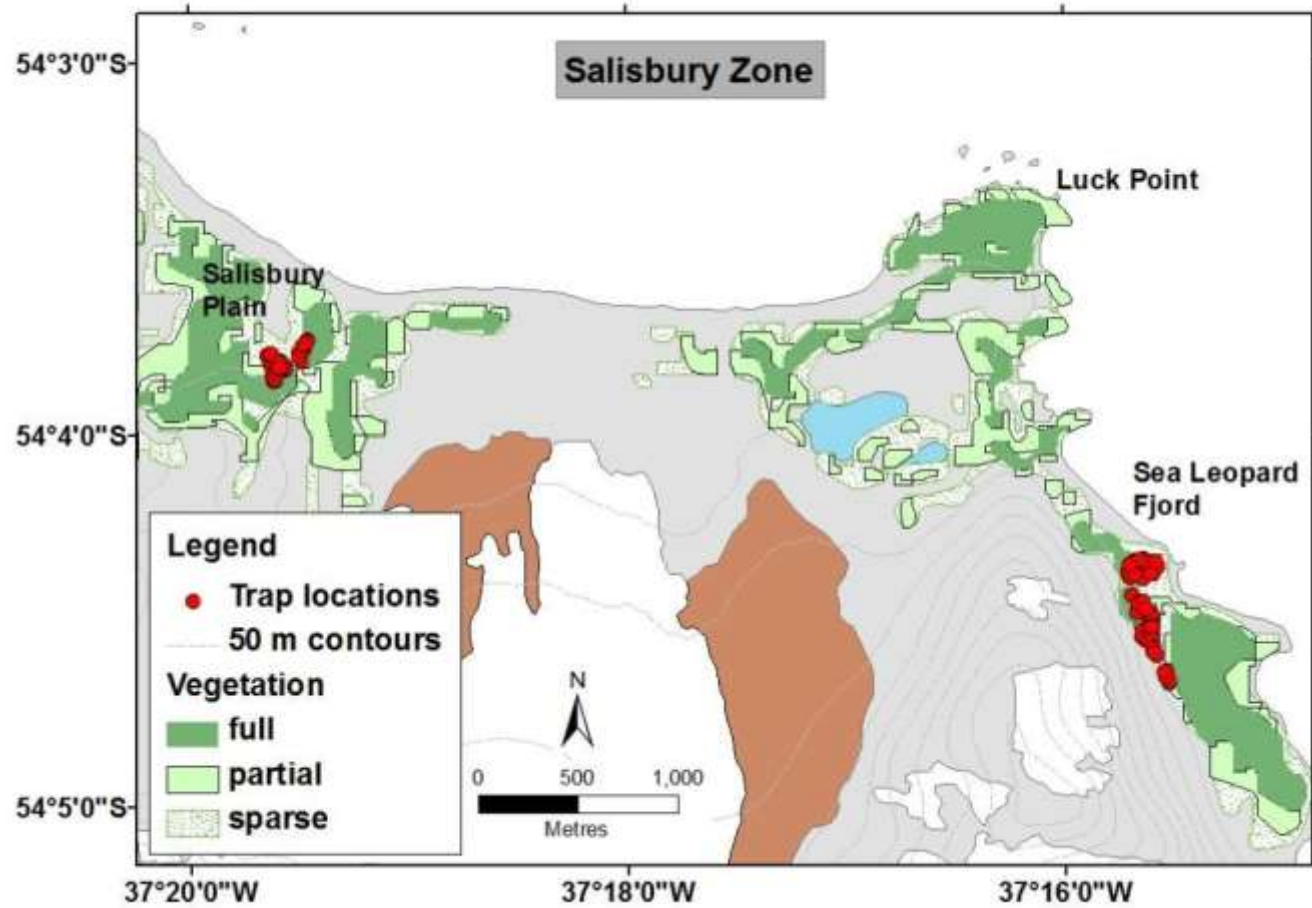 Salisbury Zone
54°3'0"S
Luck Point
Salisbury
Plain
54°4'0"S
Sea Leopard
Fjord
Legend
Trap locations
50 m contours
Vegetation
full
partial
sparse
N
0 500 1,000
Metres
54°5'0"S
37°20'0"W 37°18'0"W 37°16'0"W